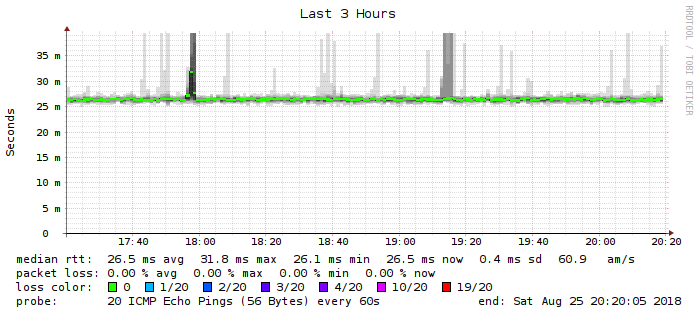 Last 3 Hours
RRDTOOL / TOBI OETIKER
Seconds
35 m
30 m
25 m
20 m
15 m
10 m
5 m
0
17:40 18:00 18:20 18:40 19:00 19:20 19:40 20:00 20:20
median rtt: 26.5 ms avg 31.8 ms max 26.1 ms min 26.5 ms now 0.4 ms sd 60.9 am/s
packet loss: 0.00 % avg 0.00 % max 0.00 % min 0.00 % now
loss color: 0 1/20 2/20 3/20 4/20 10/20 19/20
probe: 20 ICMP Echo Pings (56 Bytes) every 60s end: Sat Aug 25 20:20:05 2018